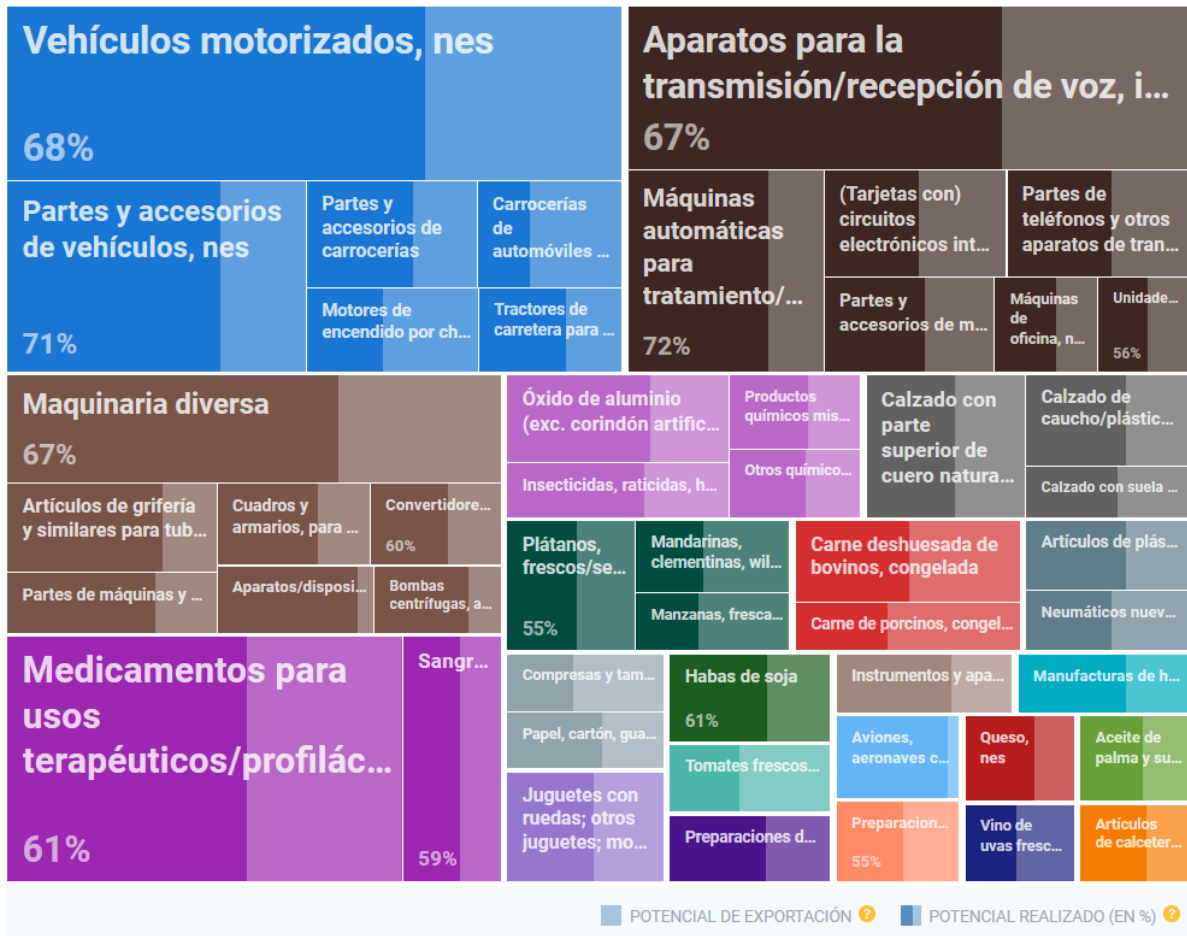 Vehículos motorizados, nes
68%
Partes y accesorios
de vehículos, nes
71%
Partes y
accesorios de
carrocerías
Carrocerías
de
automóviles ...
Motores de
encendido por ch...
Tractores de
carretera para ...
Aparatos para la
transmisión/recepción de voz, i...
67%
Máquinas
automáticas
para
tratamiento/...
72%
(Tarjetas con)
circuitos
electrónicos int...
Partes de
teléfonos y otros
aparatos de tran...
Partes y
accesorios de m...
Máquinas
de
oficina, n...
Unidade...
56%
Maquinaria diversa
67%
Artículos de grifería
y similares para tub...
Cuadros y
armarios, para ...
Convertidore...
60%
Partes de máquinas y ...
Aparatos/disposi...
Bombas
centrífugas, a...
Óxido de aluminio
(exc. corindón artific...
Productos
químicos mis...
Insecticidas, raticidas, h...
Otros químico...
Calzado con
parte
superior de
cuero natura...
Calzado de
caucho/plástic...
Calzado con suela ...
Plátanos,
frescos/se...
55%
Mandarinas,
clementinas, wil...
Manzanas, fresca...
Carne deshuesada de
bovinos, congelada
Carne de porcinos, congel...
Artículos de plás...
Neumáticos nuev...
Medicamentos para
usos
terapéuticos/profilác...
61%
Sangr...
59%
Compresas y tam...
Papel, cartón, gua...
Juguetes con
ruedas; otros
juguetes; mo...
Habas de soja
61%
Tomates frescos...
Preparaciones d...
Instrumentos y apa...
Manufacturas de h...
Aviones,
aeronaves c...
Queso,
nes
Aceite de
palma y su...
Preparacion...
55%
Vino de
uvas fresc...
Artículos
de calceter...
POTENCIAL DE EXPORTACIÓN ?
POTENCIAL REALIZADO (EN %) ?